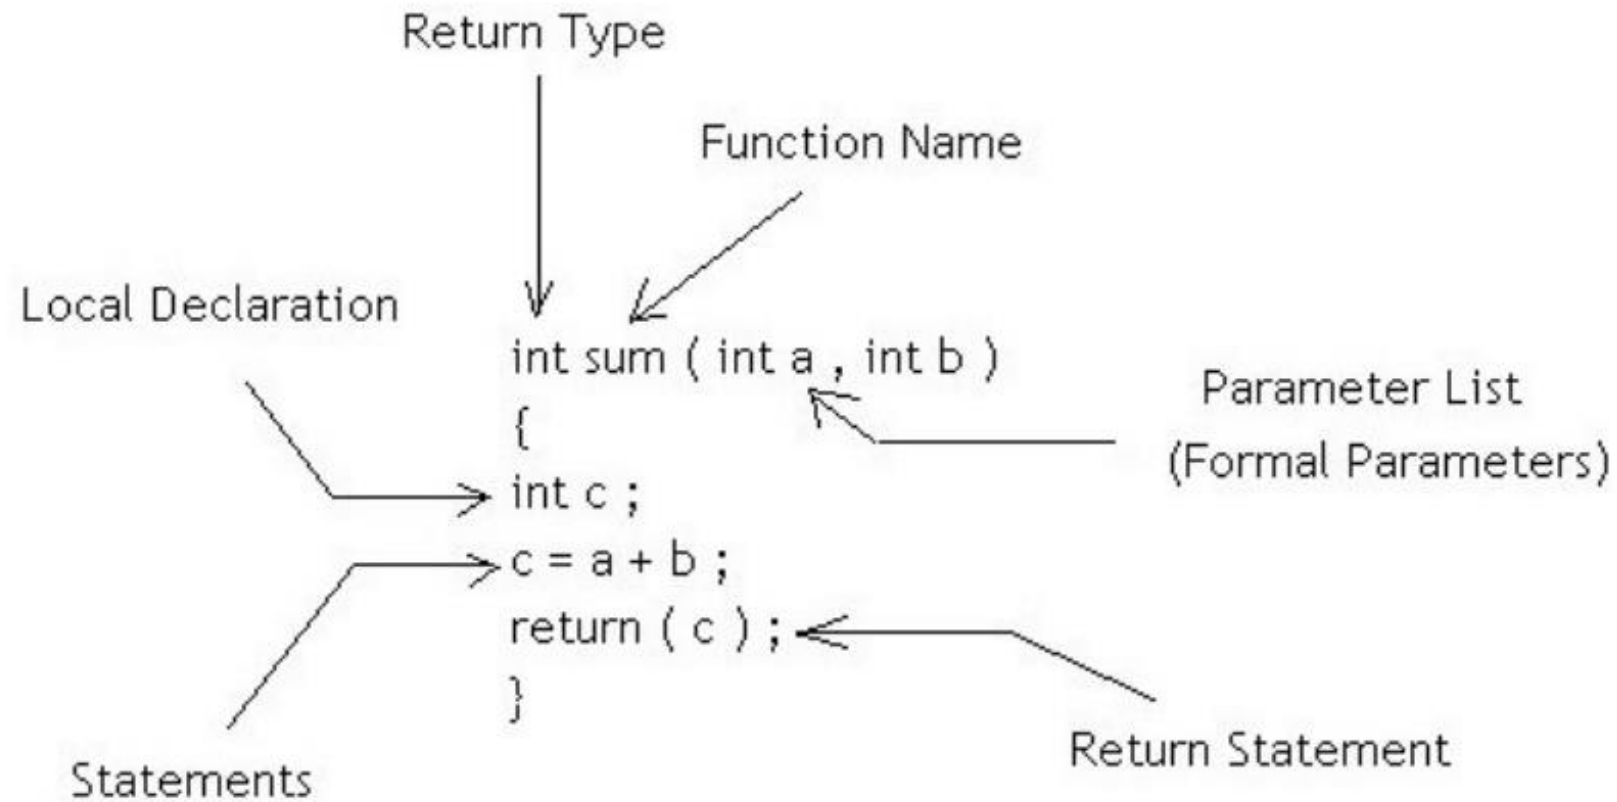 Return Type
Function Name
Local Declaration
int sum ( int a , int b )
Parameter List
(Formal Parameters)
{
int c ;
c = a + b ;
return ( c ) ;
}
Return Statement
Statements